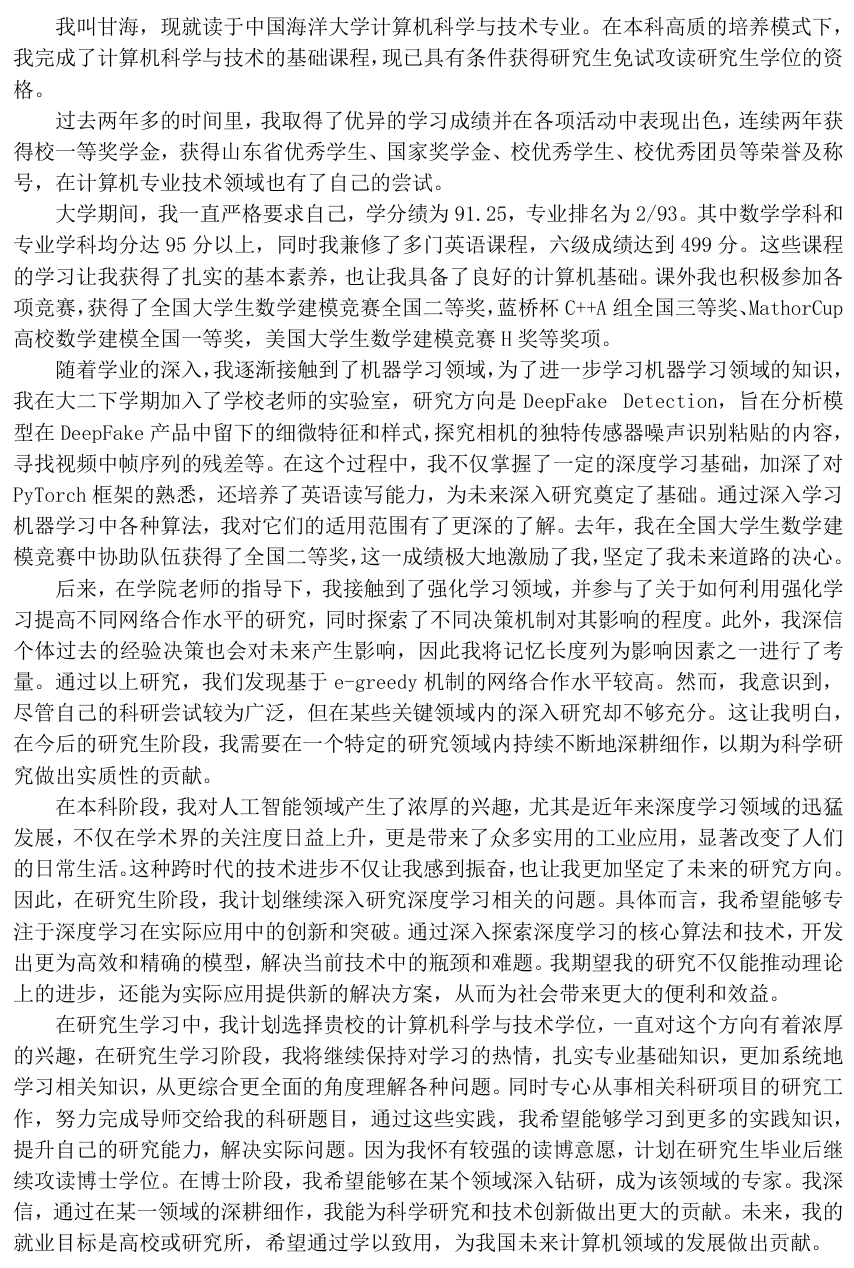 我叫甘海，现就读于中国海洋大学计算机科学与技术专业。在本科高质的培养模式下，
我完成了计算机科学与技术的基础课程，现已具有条件获得研究生免试攻读研究生学位的资
格。
过去两年多的时间里，我取得了优异的学习成绩并在各项活动中表现出色，连续两年获
得校一等奖学金，获得山东省优秀学生、国家奖学金、校优秀学生、校优秀团员等荣誉及称
号，在计算机专业技术领域也有了自己的尝试。
大学期间，我一直严格要求自己，学分绩为 91.25，专业排名为 2/93。其中数学学科和
专业学科均分达 95 分以上，同时我兼修了多门英语课程，六级成绩达到 499 分。这些课程
的学习让我获得了扎实的基本素养，也让我具备了良好的计算机基础。课外我也积极参加各
项竞赛，获得了全国大学生数学建模竞赛全国二等奖，蓝桥杯 C++A 组全国三等奖、MathorCup
高校数学建模全国一等奖，美国大学生数学建模竞赛 H 奖等奖项。
随着学业的深入，我逐渐接触到了机器学习领域，为了进一步学习机器学习领域的知识，
我在大二下学期加入了学校老师的实验室，研究方向是 DeepFake Detection，旨在分析模
型在 DeepFake 产品中留下的细微特征和样式，探究相机的独特传感器噪声识别粘贴的内容，
寻找视频中帧序列的残差等。在这个过程中，我不仅掌握了一定的深度学习基础，加深了对
PyTorch 框架的熟悉，还培养了英语读写能力，为未来深入研究奠定了基础。通过深入学习
机器学习中各种算法，我对它们的适用范围有了更深的了解。去年，我在全国大学生数学建
模竞赛中协助队伍获得了全国二等奖，这一成绩极大地激励了我，坚定了我未来道路的决心。
后来，在学院老师的指导下，我接触到了强化学习领域，并参与了关于如何利用强化学
习提高不同网络合作水平的研究，同时探索了不同决策机制对其影响的程度。此外，我深信
个体过去的经验决策也会对未来产生影响，因此我将记忆长度列为影响因素之一进行了考
量。通过以上研究，我们发现基于 e-greedy 机制的网络合作水平较高。然而，我意识到，
尽管自己的科研尝试较为广泛，但在某些关键领域内的深入研究却不够充分。这让我明白，
在今后的研究生阶段，我需要在一个特定的研究领域内持续不断地深耕细作，以期为科学研
究做出实质性的贡献。
在本科阶段，我对人工智能领域产生了浓厚的兴趣，尤其是近年来深度学习领域的迅猛
发展，不仅在学术界的关注度日益上升，更是带来了众多实用的工业应用，显著改变了人们
的日常生活。这种跨时代的技术进步不仅让我感到振奋，也让我更加坚定了未来的研究方向。
因此，在研究生阶段，我计划继续深入研究深度学习相关的问题。具体而言，我希望能够专
注于深度学习在实际应用中的创新和突破。通过深入探索深度学习的核心算法和技术，开发
出更为高效和精确的模型，解决当前技术中的瓶颈和难题。我期望我的研究不仅能推动理论
上的进步，还能为实际应用提供新的解决方案，从而为社会带来更大的便利和效益。
在研究生学习中，我计划选择贵校的计算机科学与技术学位，一直对这个方向有着浓厚
的兴趣，在研究生学习阶段，我将继续保持对学习的热情，扎实专业基础知识，更加系统地
学习相关知识，从更综合更全面的角度理解各种问题。同时专心从事相关科研项目的研究工
作，努力完成导师交给我的科研题目，通过这些实践，我希望能够学习到更多的实践知识，
提升自己的研究能力，解决实际问题。因为我怀有较强的读博意愿，计划在研究生毕业后继
续攻读博士学位。在博士阶段，我希望能够在某个领域深入钻研，成为该领域的专家。我深
信，通过在某一领域的深耕细作，我能为科学研究和技术创新做出更大的贡献。未来，我的
就业目标是高校或研究所，希望通过学以致用，为我国未来计算机领域的发展做出贡献。